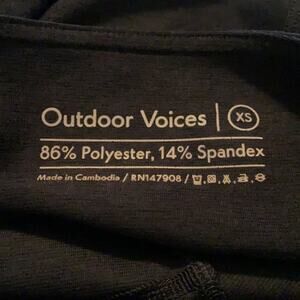 Outdoor Voices | XS
86% Polyester, 14% Spandex
Made in Cambodia / RN147908 /